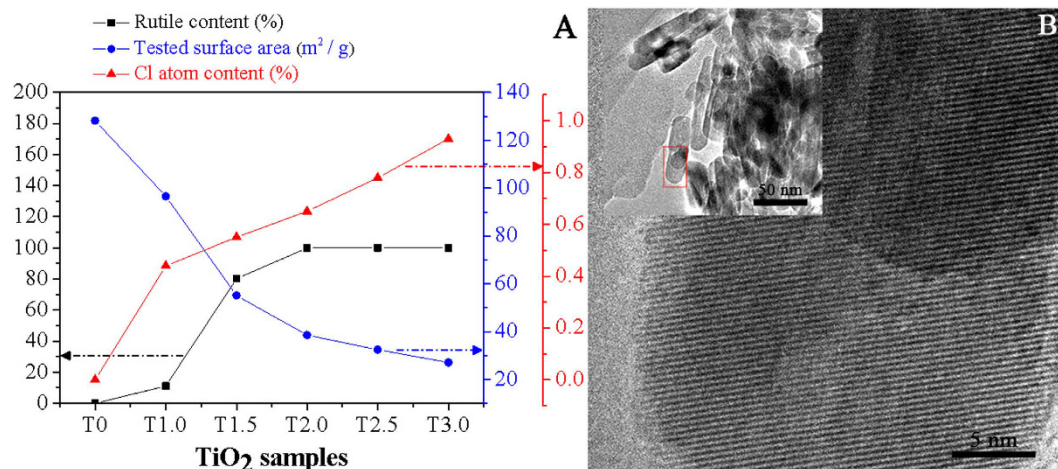 Rutile content (%)
Tested surface area (m² / g)
Cl atom content (%)
A
B
200
180
160
140
120
100
80
60
40
20
0
140
120
100
80
60
40
20
1.0
0.8
0.6
0.4
0.2
0.0
T0 T1.0 T1.5 T2.0 T2.5 T3.0
TiO₂ samples
50 nm
5 nm